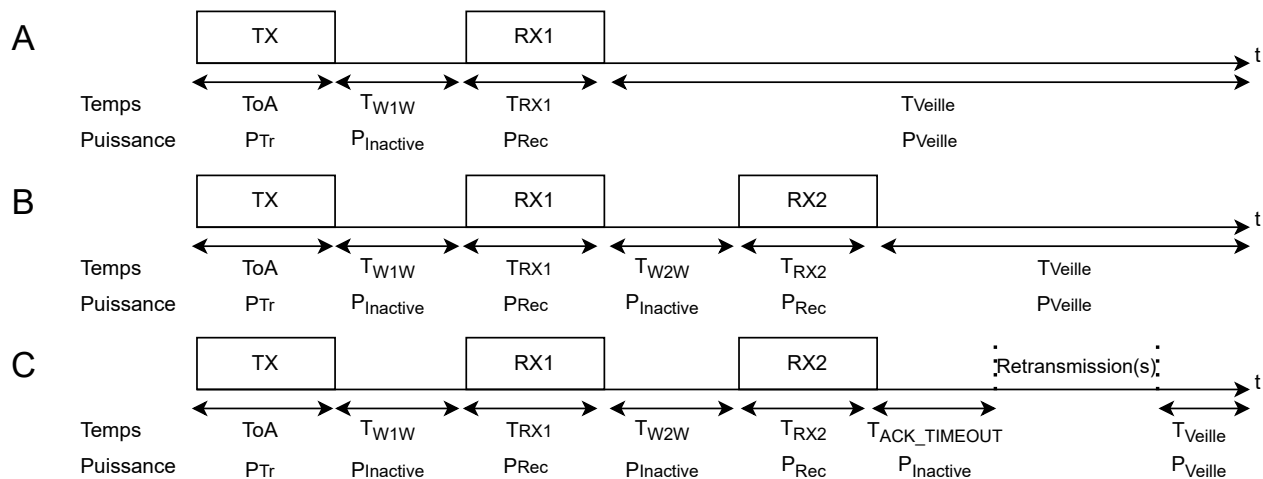 A
TX
RX1
t
Temps
ToA
TW1W
TRX1
TVeille
Puissance
PTr
PInactive
PRec
PVeille
B
TX
RX1
RX2
t
Temps
ToA
TW1W
TRX1
TW2W
TRX2
TVeille
Puissance
PTr
PInactive
PRec
PInactive
PRec
PVeille
C
TX
RX1
RX2
Retransmission(s)
t
Temps
ToA
TW1W
TRX1
TW2W
TRX2
TACK_TIMEOUT
TVeille
Puissance
PTr
PInactive
PRec
PInactive
PRec
PInactive
PVeille